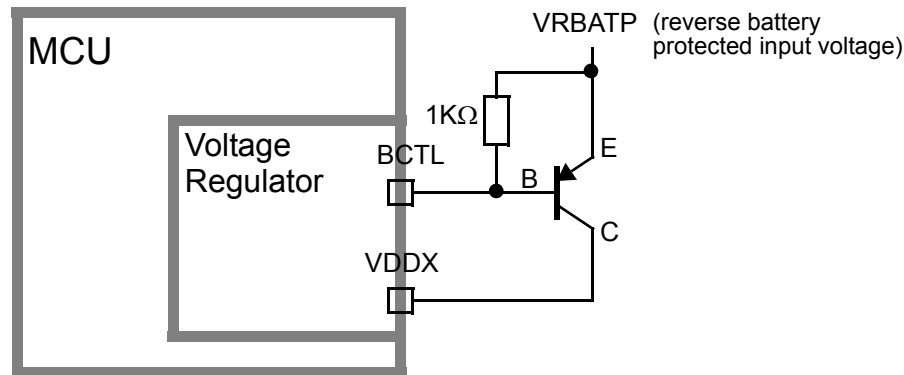 MCU
VRBATP (reverse battery
protected input voltage)
1KΩ
Voltage
Regulator
BCTL
B
E
C
VDDX